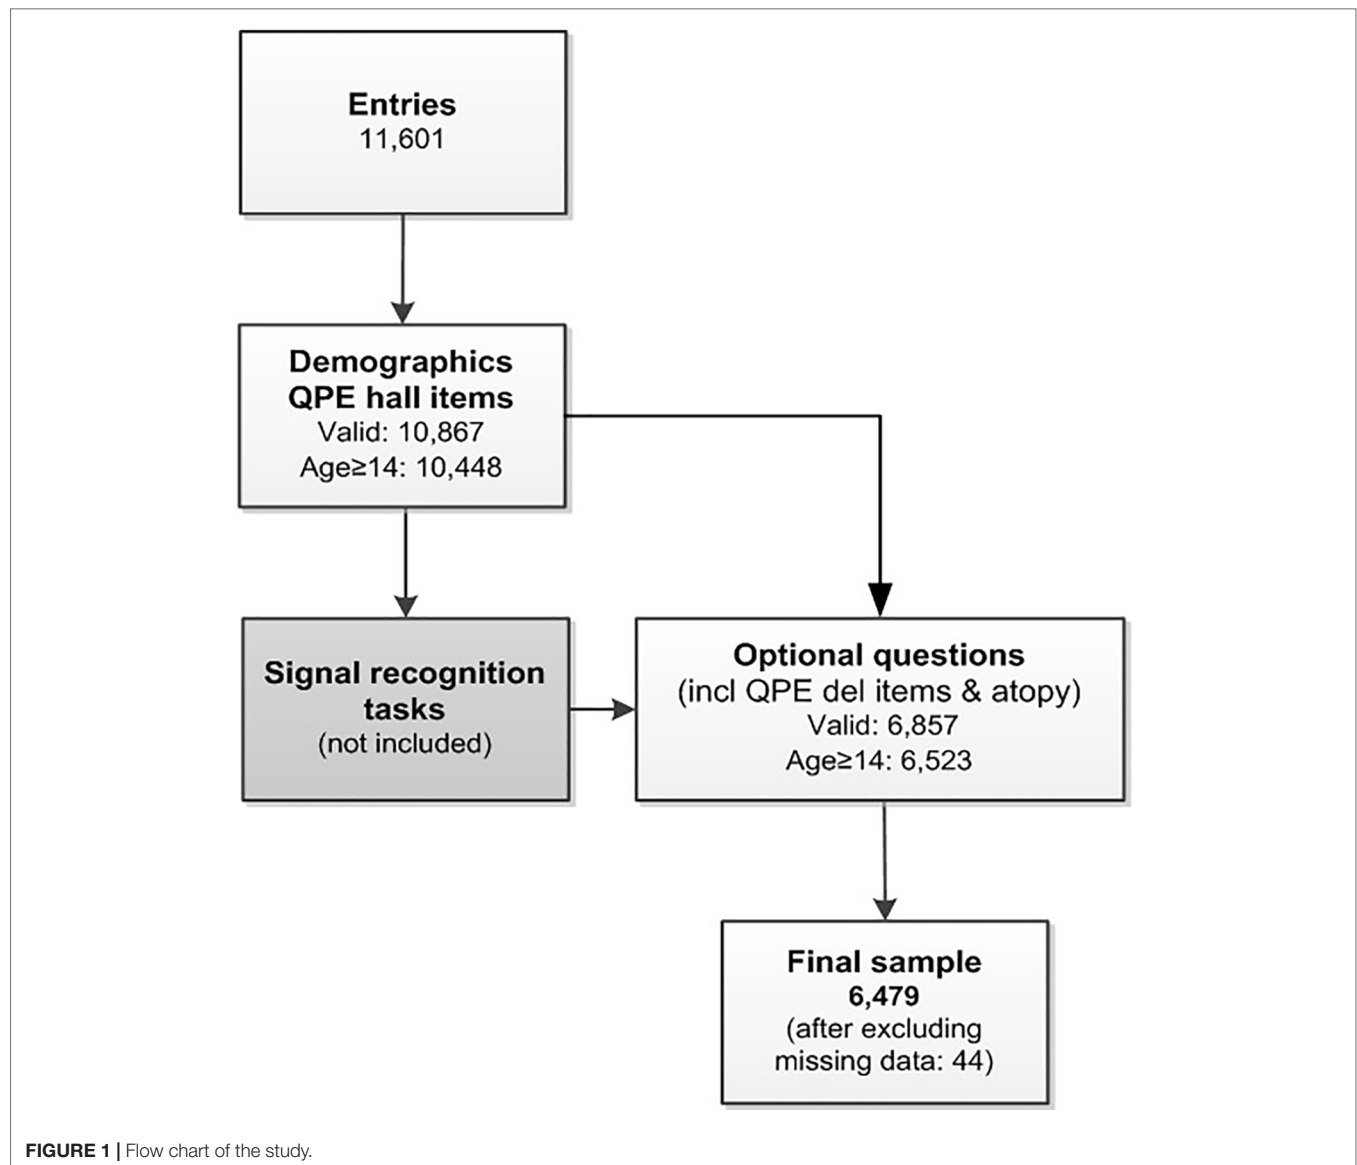 Entries
11,601
Demographics
QPE hall items
Valid: 10,867
Age≥14: 10,448
Signal recognition
tasks
(not included)
Optional questions
(incl QPE del items & atopy)
Valid: 6,857
Age≥14: 6,523
Final sample
6,479
(after excluding
missing data: 44)
FIGURE 1 | Flow chart of the study.